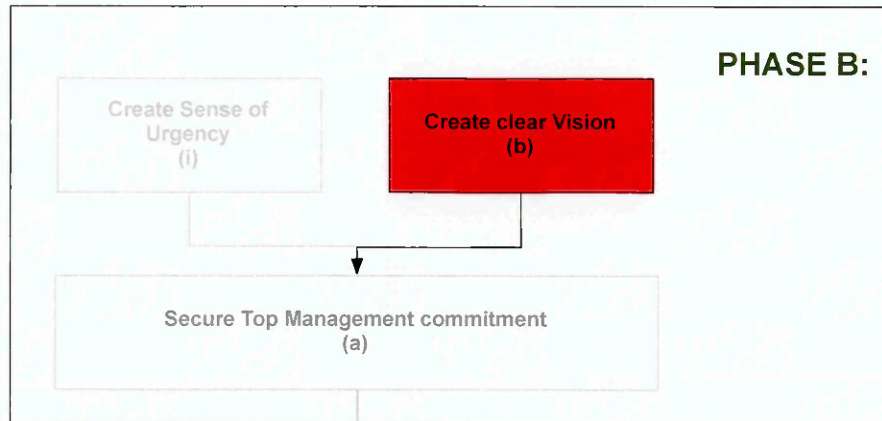 PHASE B:
Create Sense of
Urgency
(i)
Create clear Vision
(b)
Secure Top Management commitment
(a)